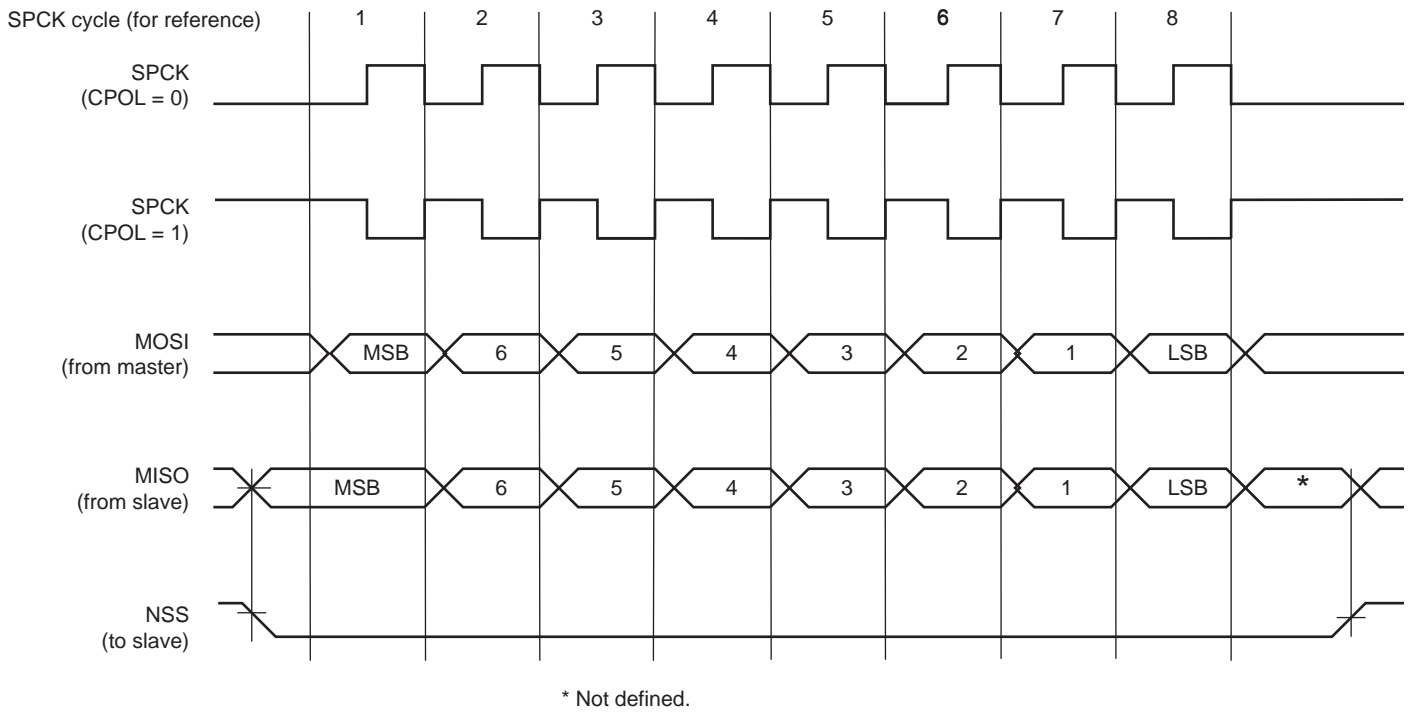 SPCK cycle (for reference) 1 2 3 4 5 6 7 8
SPCK
(CPOL = 0)
SPCK
(CPOL = 1)
MOSI
(from master)
MSB 6 5 4 3 2 1 LSB
MISO
(from slave)
MSB 6 5 4 3 2 1 LSB *
NSS
(to slave)
* Not defined.